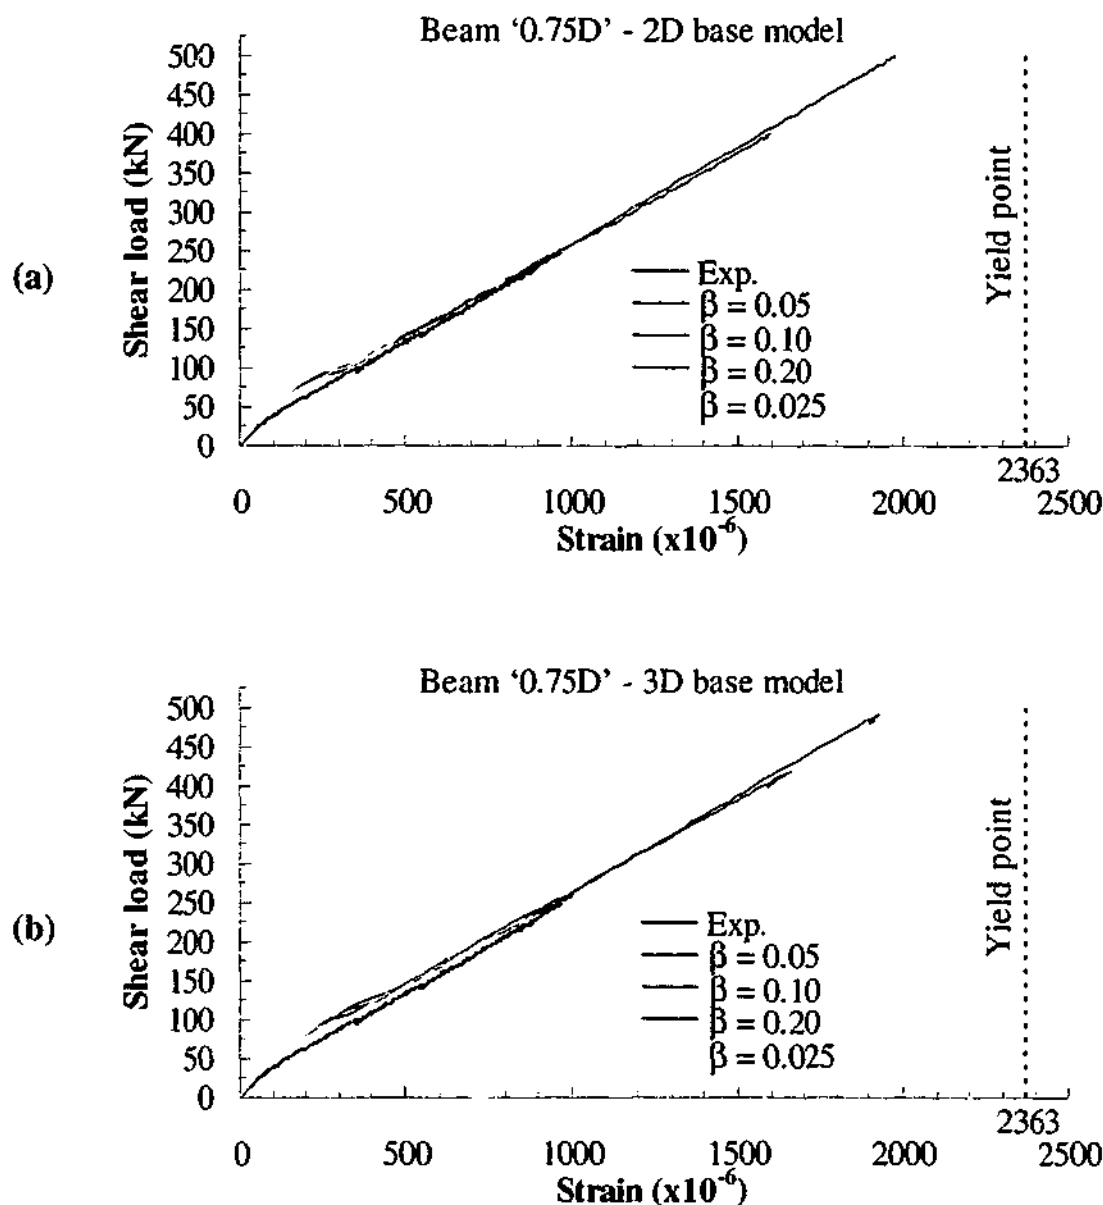 Beam ‘0.75D’ - 2D base model
(a)
Shear load (kN)
500
450
400
350
300
250
200
150
100
50
0
Exp.
β = 0.05
β = 0.10
β = 0.20
β = 0.025
Yield point
2363
0 500 1000 1500 2000 2500
Strain (x10⁻⁶)
Beam ‘0.75D’ - 3D base model
(b)
Shear load (kN)
500
450
400
350
300
250
200
150
100
50
0
Exp.
β = 0.05
β = 0.10
β = 0.20
β = 0.025
Yield point
2363
0 500 1000 1500 2000 2500
Strain (x10⁻⁶)